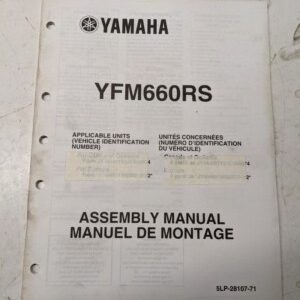 YAMAHA
YFM660RS
APPLICABLE UNITS
(VEHICLE IDENTIFICATION
NUMBER)
UNITÉS CONCERNÉES
(NUMÉRO D'IDENTIFICATION
DU VÉHICULE)
ASSEMBLY MANUAL
MANUEL DE MONTAGE
5LP-28107-71